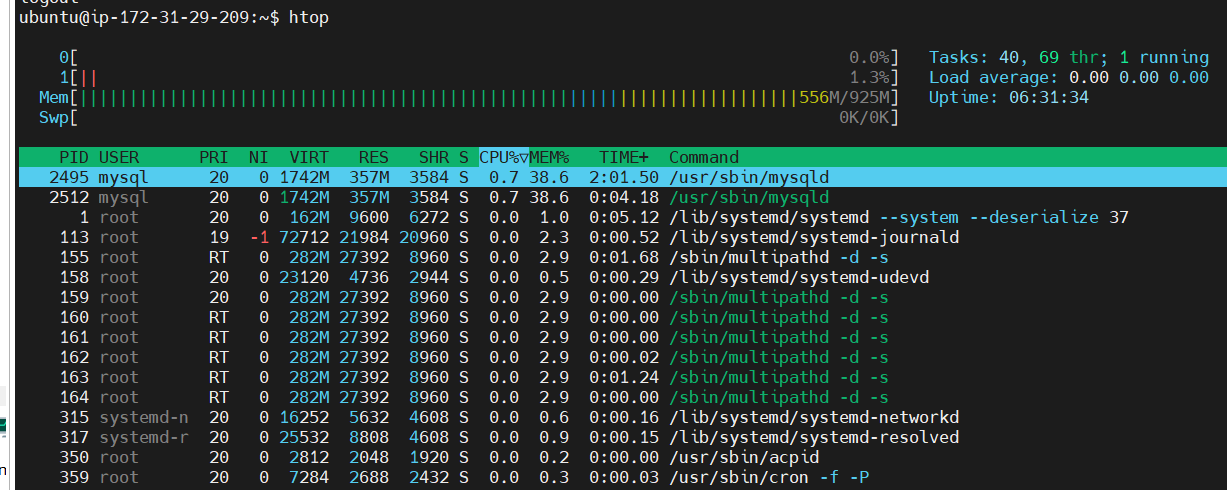 logout
ubuntu@ip-172-31-29-209:~$ htop
0[ 0.0%] Tasks: 40, 69 thr; 1 running
1[|| 1.3%] Load average: 0.00 0.00 0.00
Mem[||||||||||||||||||||||||||||||||||||||||||||||||||||||||||||||||||||||||556M/925M] Uptime: 06:31:34
Swp[ 0K/0K]
PID USER PRI NI VIRT RES SHR S CPU%▽MEM% TIME+ Command
2495 mysql 20 0 1742M 357M 3584 S 0.7 38.6 2:01.50 /usr/sbin/mysqld
2512 mysql 20 0 1742M 357M 3584 S 0.7 38.6 0:04.18 /usr/sbin/mysqld
1 root 20 0 162M 9600 6272 S 0.0 1.0 0:05.12 /lib/systemd/systemd --system --deserialize 37
113 root 19 -1 72712 21984 20960 S 0.0 2.3 0:00.52 /lib/systemd/systemd-journald
155 root RT 0 282M 27392 8960 S 0.0 2.9 0:01.68 /sbin/multipathd -d -s
158 root 20 0 23120 4736 2944 S 0.0 0.5 0:00.29 /lib/systemd/systemd-udevd
159 root 20 0 282M 27392 8960 S 0.0 2.9 0:00.00 /sbin/multipathd -d -s
160 root RT 0 282M 27392 8960 S 0.0 2.9 0:00.00 /sbin/multipathd -d -s
161 root RT 0 282M 27392 8960 S 0.0 2.9 0:00.00 /sbin/multipathd -d -s
162 root RT 0 282M 27392 8960 S 0.0 2.9 0:00.02 /sbin/multipathd -d -s
163 root RT 0 282M 27392 8960 S 0.0 2.9 0:01.24 /sbin/multipathd -d -s
164 root RT 0 282M 27392 8960 S 0.0 2.9 0:00.00 /sbin/multipathd -d -s
315 systemd-n 20 0 16252 5632 4608 S 0.0 0.6 0:00.16 /lib/systemd/systemd-networkd
317 systemd-r 20 0 25532 8808 4608 S 0.0 0.9 0:00.15 /lib/systemd/systemd-resolved
350 root 20 0 2812 2048 1920 S 0.0 0.2 0:00.00 /usr/sbin/acpid
359 root 20 0 7284 2688 2432 S 0.0 0.3 0:00.03 /usr/sbin/cron -f -P